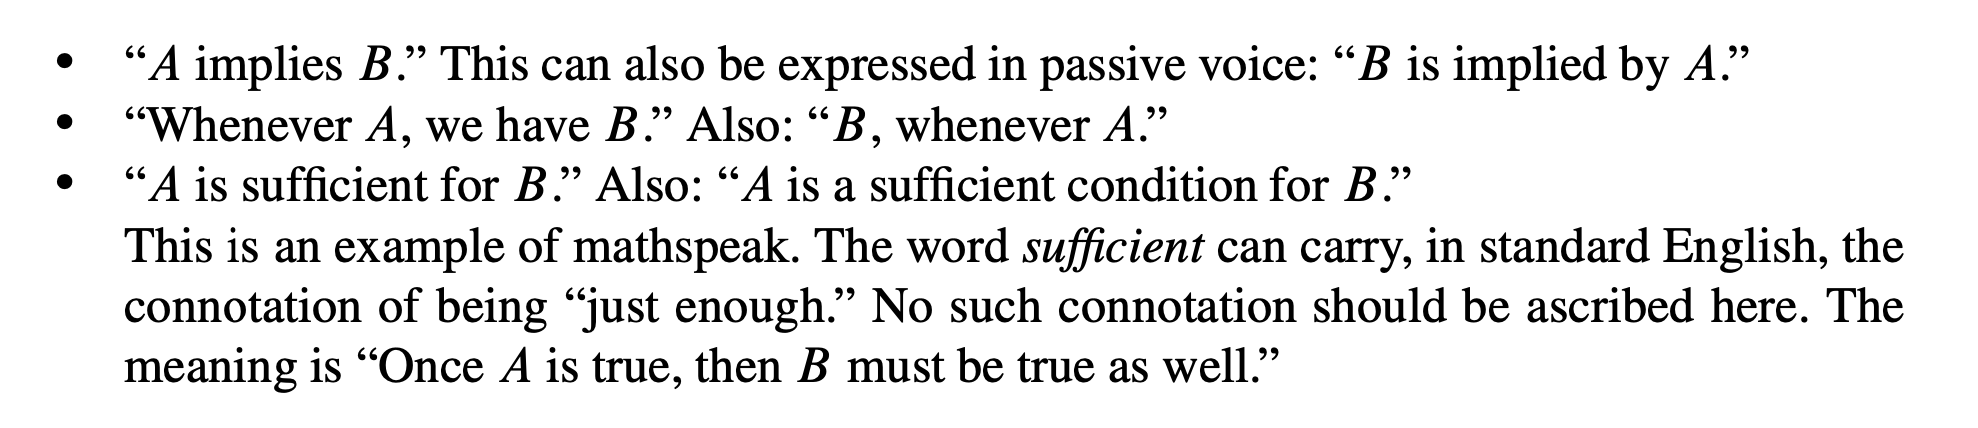 • “A implies B.” This can also be expressed in passive voice: “B is implied by A.”
• “Whenever A, we have B.” Also: “B, whenever A.”
• “A is sufficient for B.” Also: “A is a sufficient condition for B.”
This is an example of mathspeak. The word sufficient can carry, in standard English, the
connotation of being “just enough.” No such connotation should be ascribed here. The
meaning is “Once A is true, then B must be true as well.”